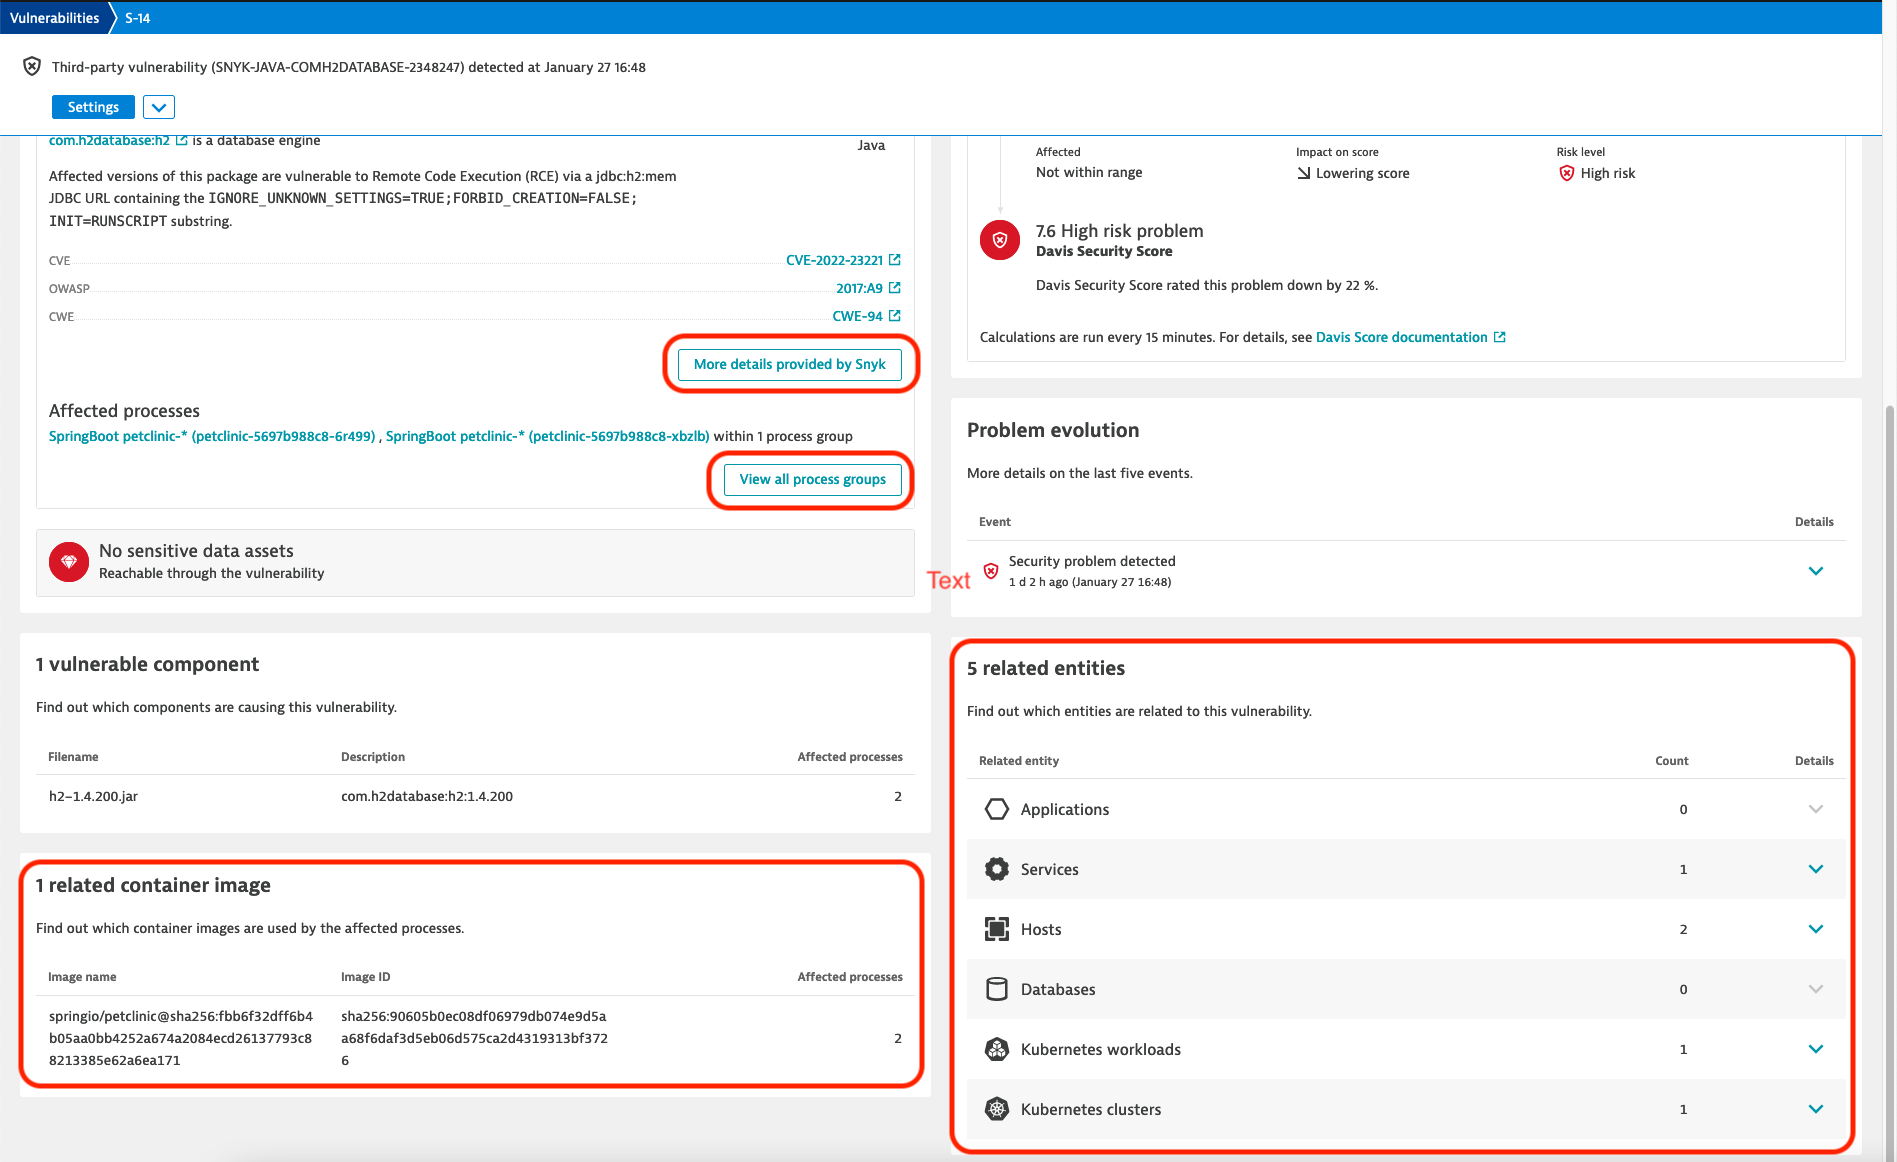 Vulnerabilities
S-14
Third-party vulnerability (SNYK-JAVA-COMH2DATABASE-2348247) detected at January 27 16:48
Settings
com.h2database:h2 is a database engine
Java
Affected versions of this package are vulnerable to Remote Code Execution (RCE) via a jdbc:h2:mem
JDBC URL containing the IGNORE_UNKNOWN_SETTINGS=TRUE;FORBID_CREATION=FALSE;
INIT=RUNSCRIPT substring.
CVE
CVE-2022-23221
OWASP
2017:A9
CWE
CWE-94
More details provided by Snyk
Affected processes
SpringBoot petclinic-* (petclinic-5697b988c8-6r499) , SpringBoot petclinic-* (petclinic-5697b988c8-xbzlb) within 1 process group
View all process groups
No sensitive data assets
Reachable through the vulnerability
1 vulnerable component
Find out which components are causing this vulnerability.
Filename Description Affected processes
h2-1.4.200.jar com.h2database:h2:1.4.200 2
1 related container image
Find out which container images are used by the affected processes.
Image name Image ID Affected processes
springio/petclinic@sha256:fbb6f32dff6b4 sha256:90605b0ec08df06979db074e9d5a
b05aa0bb4252a674a2084ecd26137793c8 a68f6daf3d5eb06d575ca2d4319313bf372 2
8213385e62a6ea171 6
Text
Affected Impact on score Risk level
Not within range Lowering score High risk
7.6 High risk problem
Davis Security Score
Davis Security Score rated this problem down by 22 %.
Calculations are run every 15 minutes. For details, see Davis Score documentation
Problem evolution
More details on the last five events.
Event Details
Security problem detected
1 d 2 h ago (January 27 16:48)
5 related entities
Find out which entities are related to this vulnerability.
Related entity Count Details
Applications 0
Services 1
Hosts 2
Databases 0
Kubernetes workloads 1
Kubernetes clusters 1